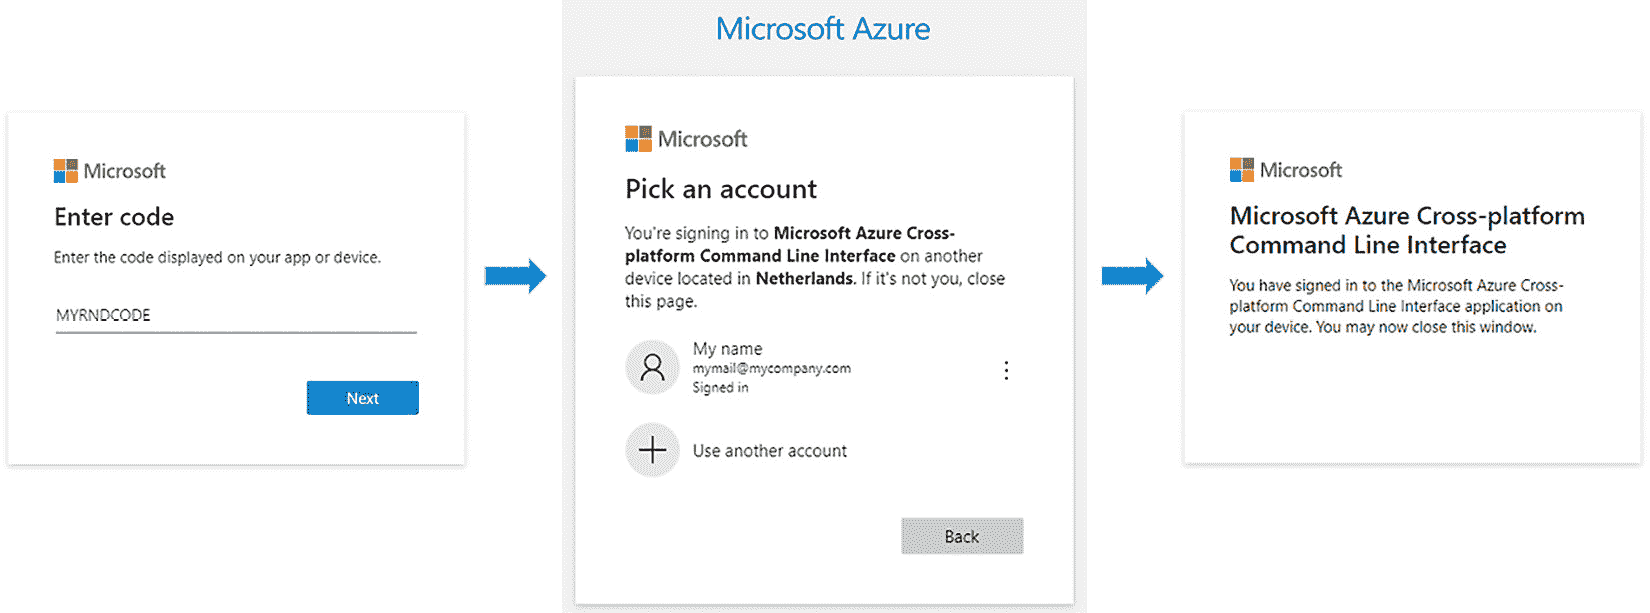 Microsoft
Enter code
Enter the code displayed on your app or device.
MYRNDCODE
Next
Microsoft Azure
Microsoft
Pick an account
You're signing in to Microsoft Azure Cross-
platform Command Line Interface on another
device located in Netherlands. If it's not you, close
this page.
My name
mymail@mycompany.com
Signed in
Use another account
Back
Microsoft
Microsoft Azure Cross-platform
Command Line Interface
You have signed in to the Microsoft Azure Cross-
platform Command Line Interface application on
your device. You may now close this window.